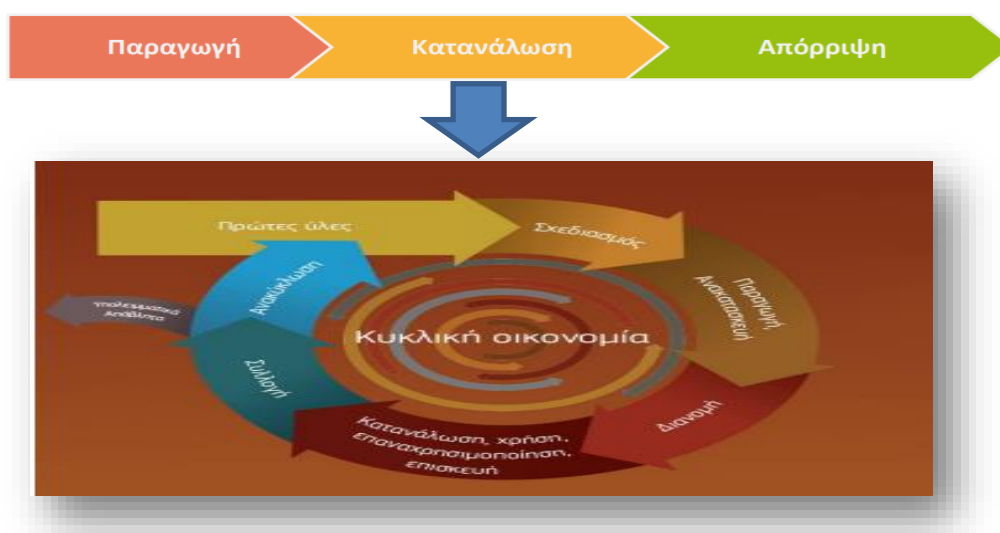 Παραγωγή
Κατανάλωση
Απόρριψη
Πρώτες ύλες
Σχεδιασμός
Παραγωγή,
Ανακατασκευή
Διανομή
Κατανάλωση, χρήση,
επαναχρησιμοποίηση,
επισκευή
Συλλογή
Ανακύκλωση
Υπολειμματικά
Απόβλητα
Κυκλική οικονομία